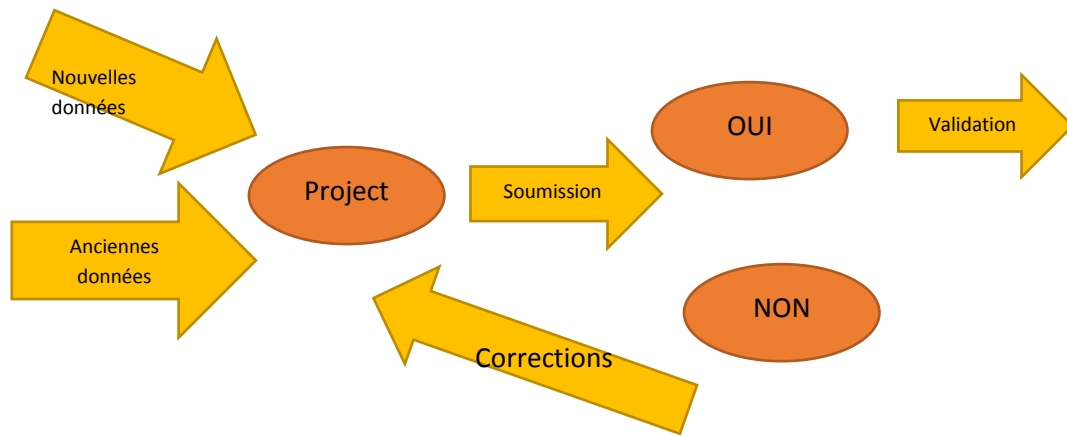 Nouvelles
données
Anciennes
données
Project
Soumission
OUI
Validation
NON
Corrections